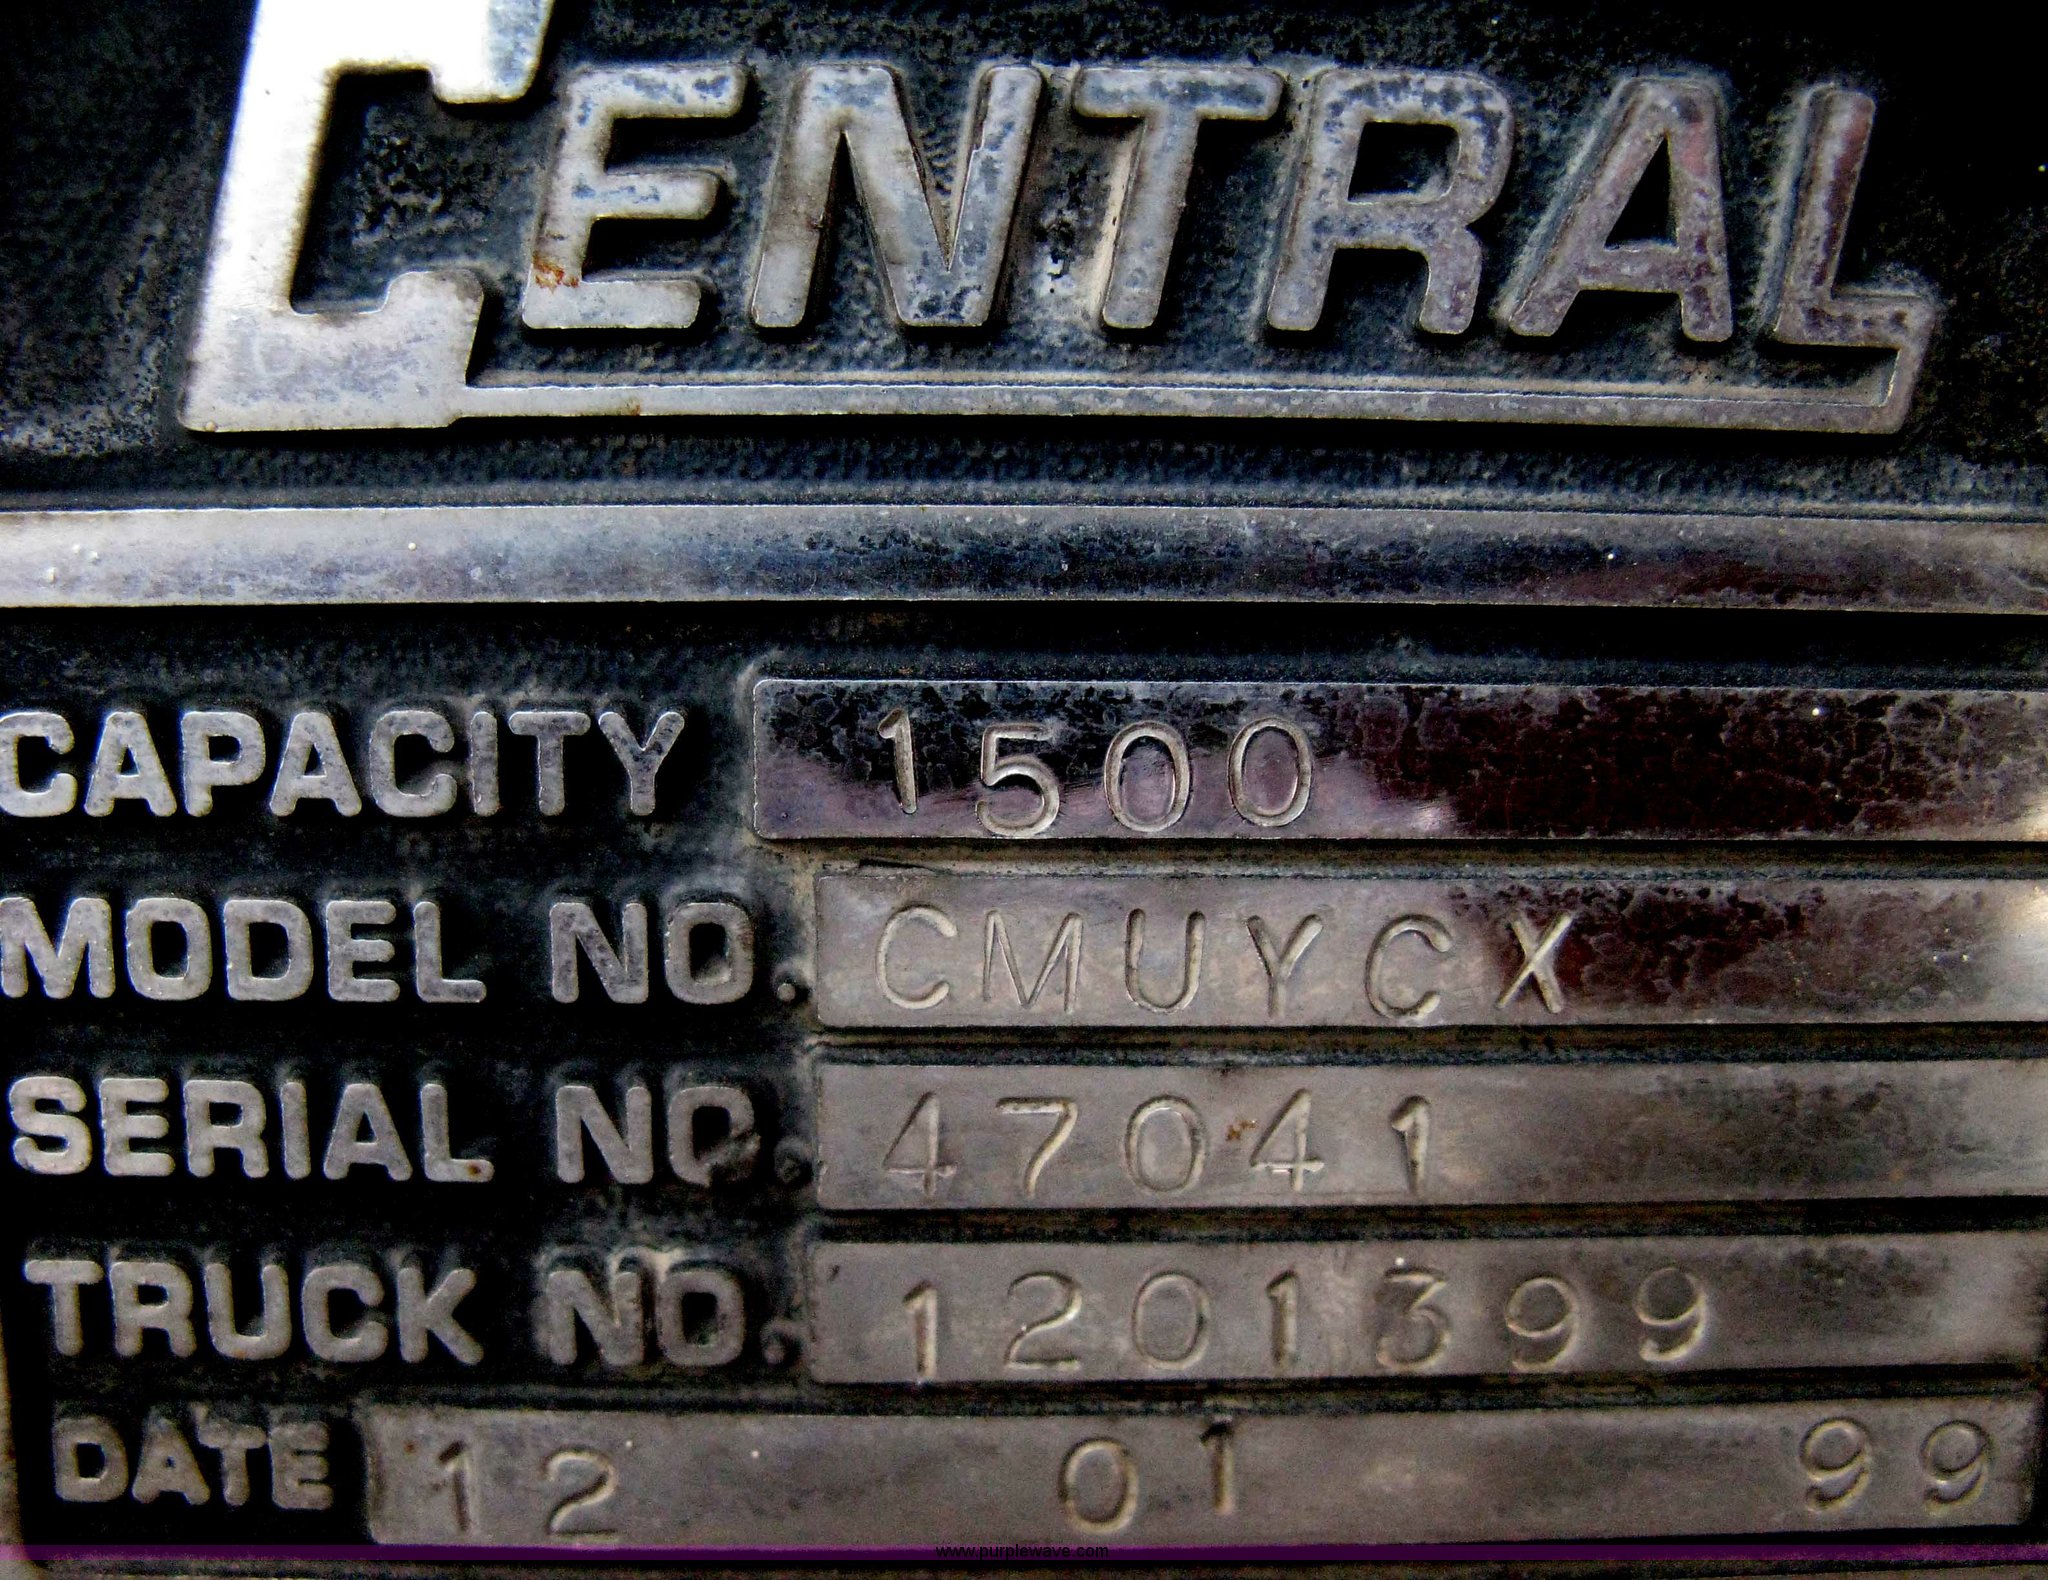 CENTRAL
CAPACITY 1500
MODEL NO. CMUYCX
SERIAL NO. 47041
TRUCK NO. 1201399
DATE 12 01 99
www.purplewave.com